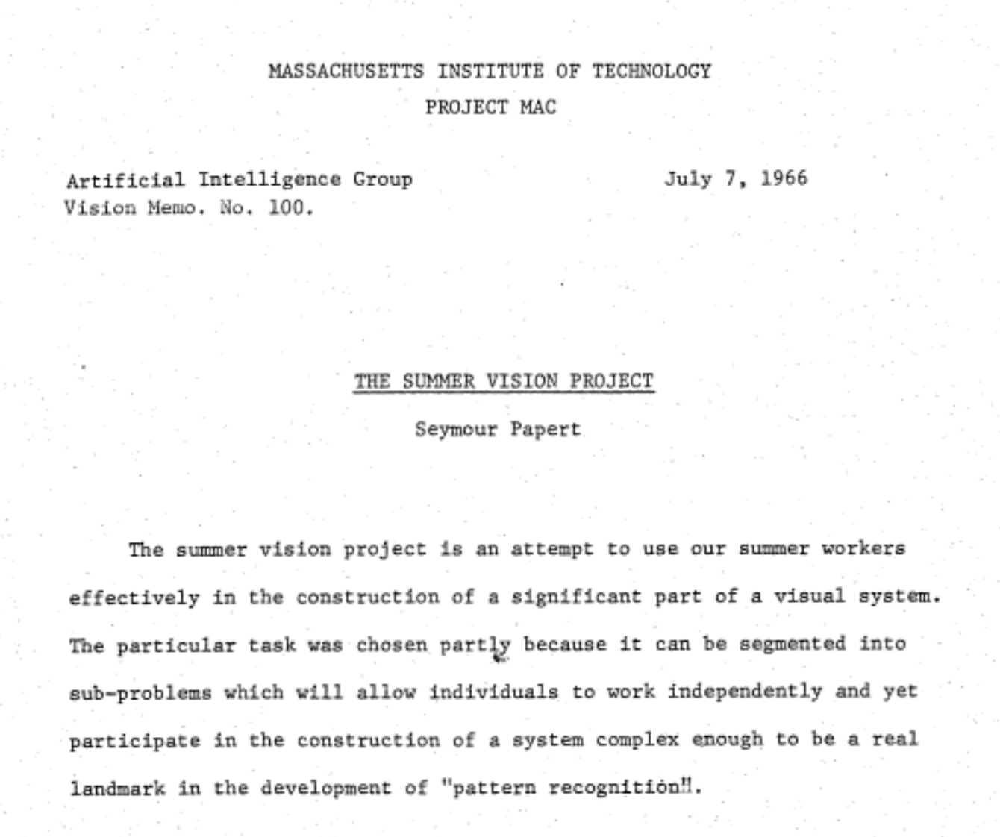 MASSACHUSETTS INSTITUTE OF TECHNOLOGY
PROJECT MAC
Artificial Intelligence Group
July 7, 1966
Vision Memo. No. 100.
THE SUMMER VISION PROJECT
Seymour Papert
The summer vision project is an attempt to use our summer workers
effectively in the construction of a significant part of a visual system.
The particular task was chosen partly because it can be segmented into
sub-problems which will allow individuals to work independently and yet
participate in the construction of a system complex enough to be a real
landmark in the development of "pattern recognition".